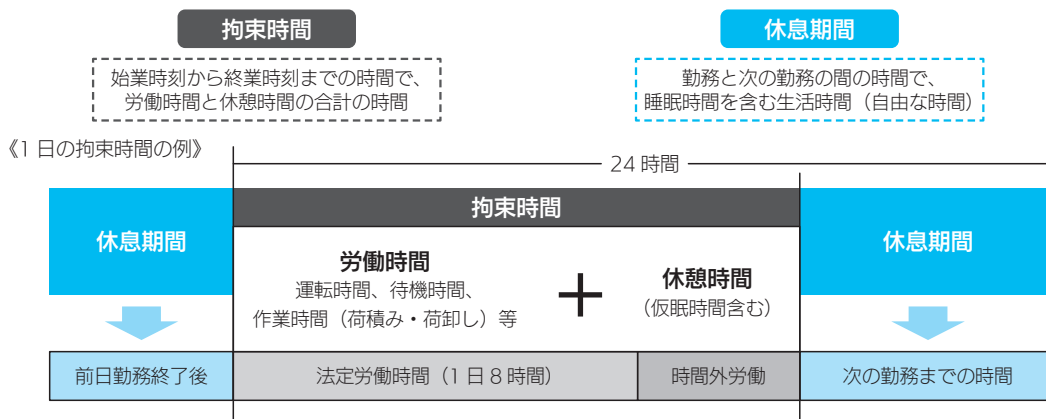 拘束時間
休息期間
始業時刻から終業時刻までの時間で、
労働時間と休憩時間の合計の時間
勤務と次の勤務の間の時間で、
睡眠時間を含む生活時間（自由な時間）
《1日の拘束時間の例》
24時間
休息期間
拘束時間
休息期間
労働時間
運転時間、待機時間、
作業時間（荷積み・荷卸し）等
＋
休憩時間
（仮眠時間含む）
前日勤務終了後
法定労働時間（1日8時間）
時間外労働
次の勤務までの時間